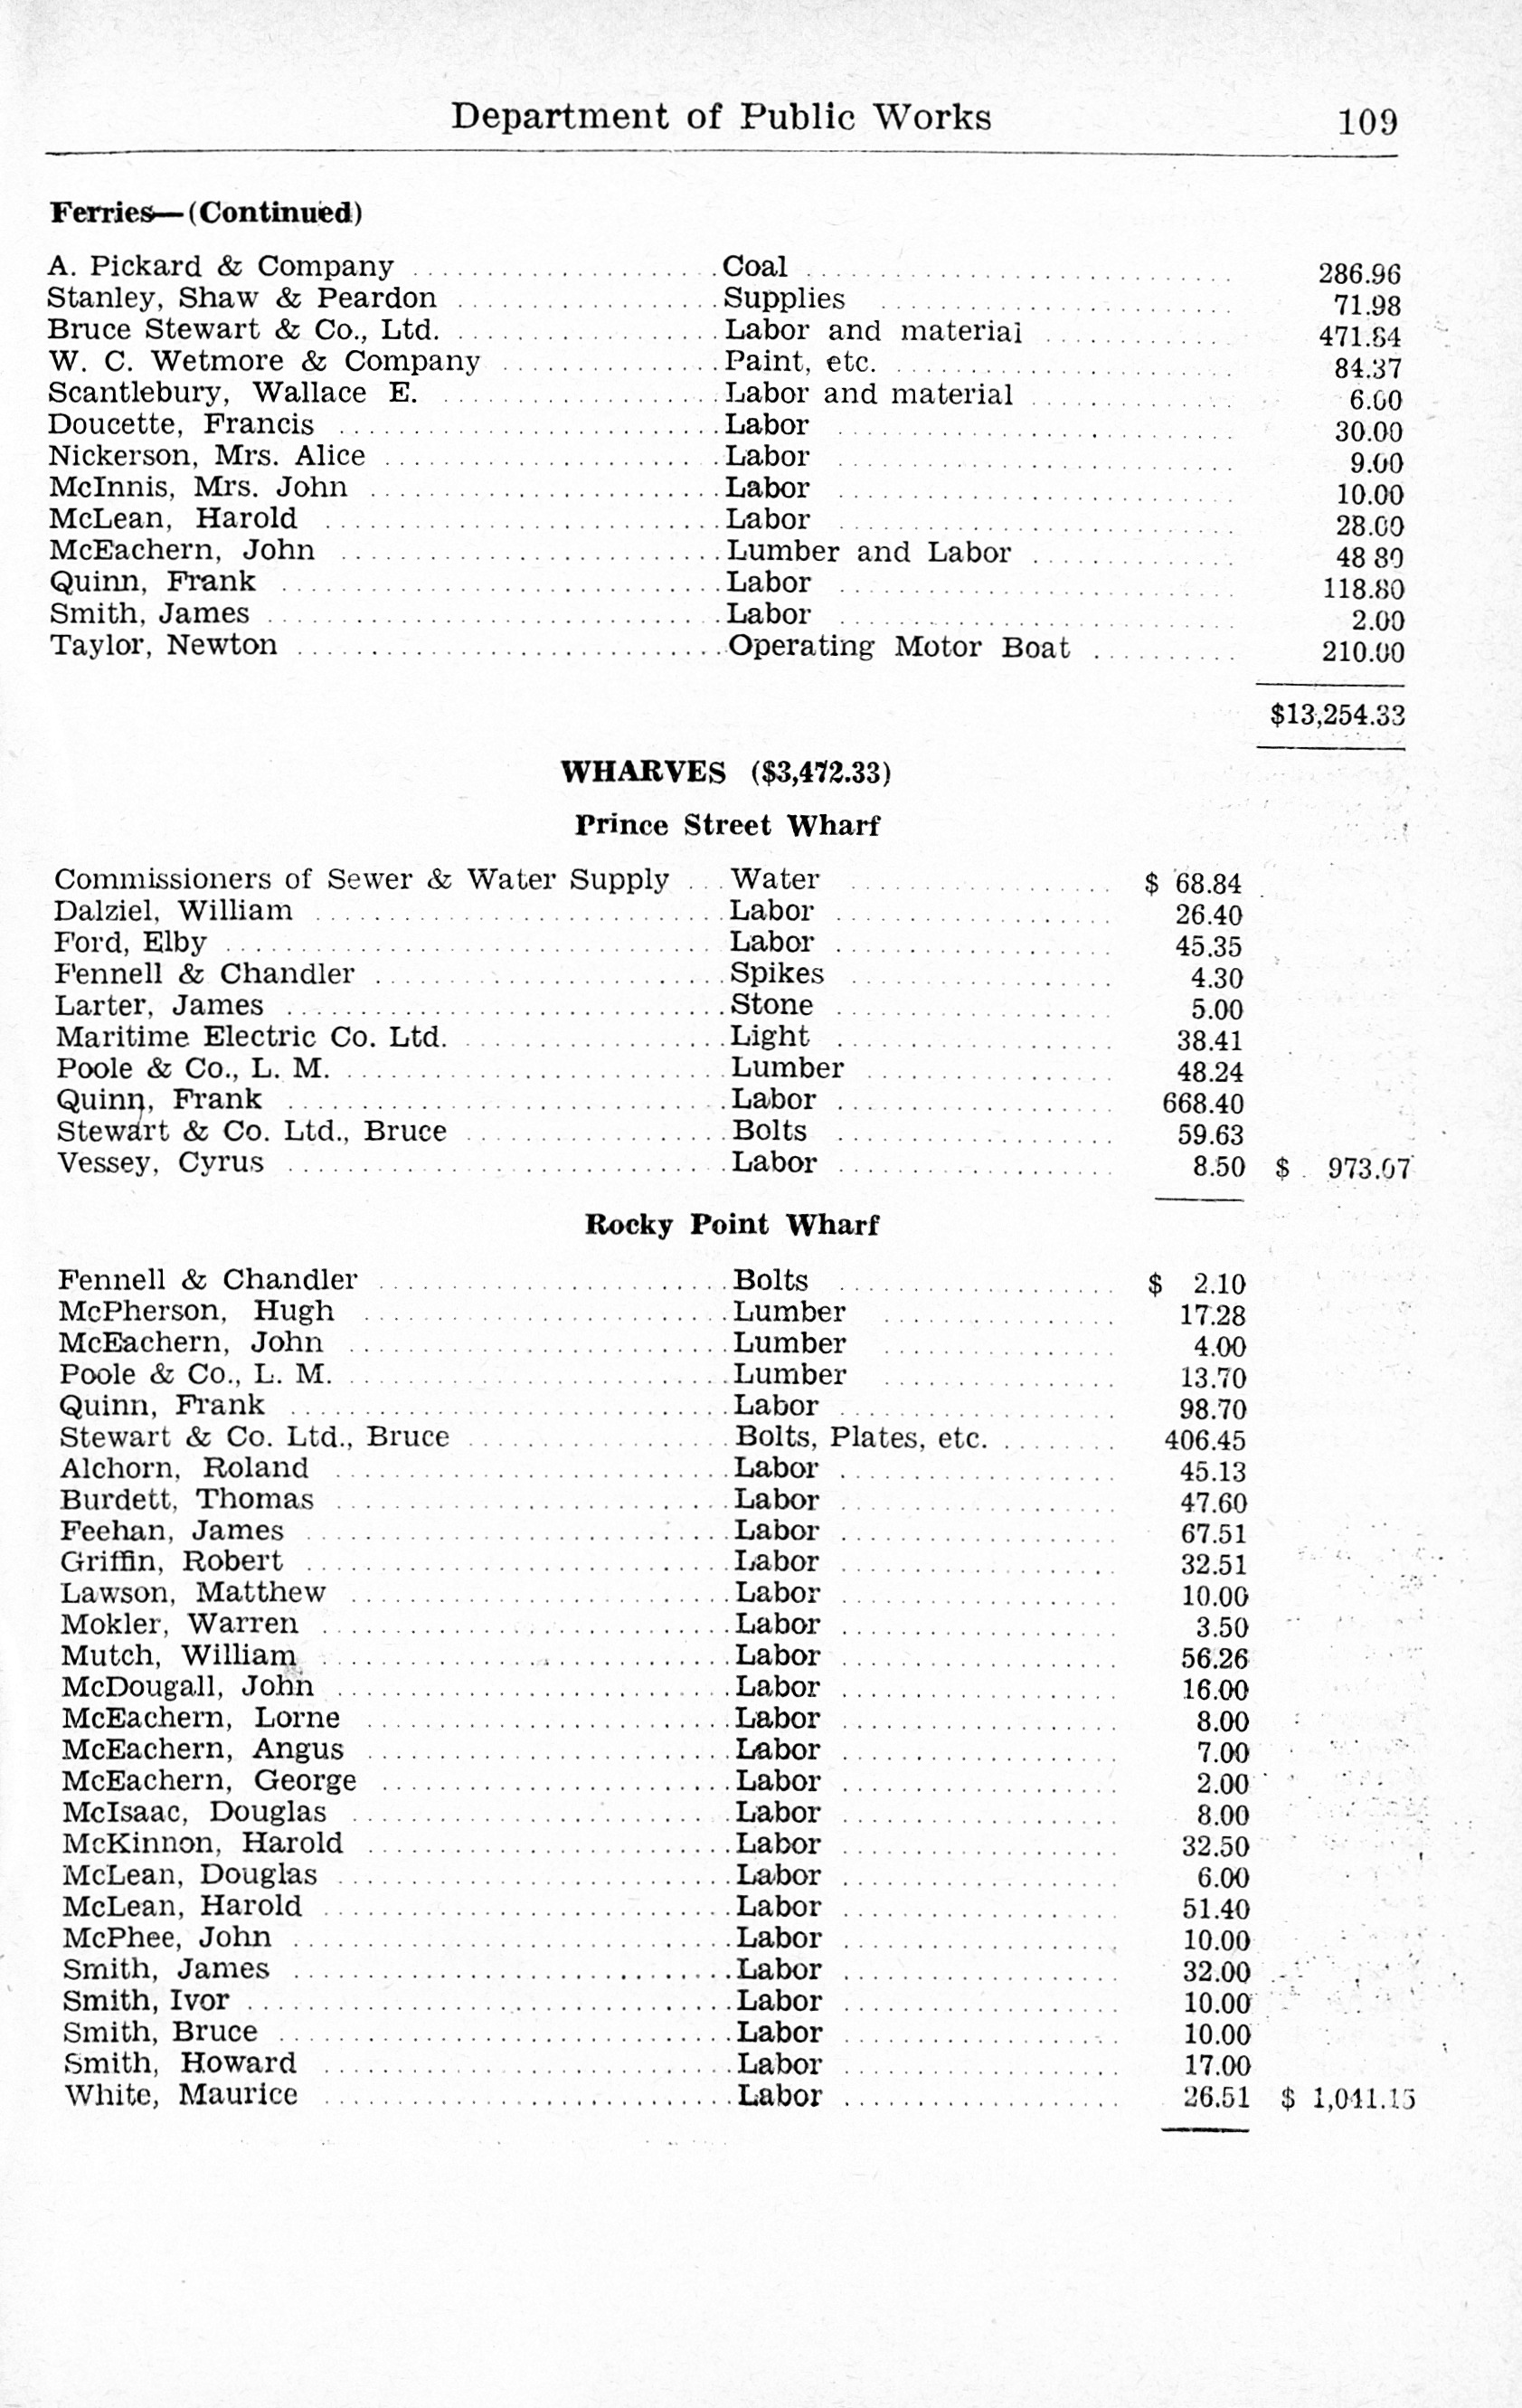 Department of Public Works 109
Ferries—(Continued)
A. Pickard & Company Coal 286.96
Stanley, Shaw & Peardon Supplies 71.98
Bruce Stewart & Co., Ltd. Labor and material 471.84
W. C. Wetmore & Company Paint, etc. 84.37
Scantlebury, Wallace E. Labor and material 6.00
Doucette, Francis Labor 30.00
Nickerson, Mrs. Alice Labor 9.00
McInnis, Mrs. John Labor 10.00
McLean, Harold Labor 28.00
McEachern, John Lumber and Labor 48 80
Quinn, Frank Labor 118.80
Smith, James Labor 2.00
Taylor, Newton Operating Motor Boat 210.00
$13,254.33
WHARVES ($3,472.33)
Prince Street Wharf
Commissioners of Sewer & Water Supply Water $ 68.84
Dalziel, William Labor 26.40
Ford, Elby Labor 45.35
Fennell & Chandler Spikes 4.30
Larter, James Stone 5.00
Maritime Electric Co. Ltd. Light 38.41
Poole & Co., L. M. Lumber 48.24
Quinn, Frank Labor 668.40
Stewart & Co. Ltd., Bruce Bolts 59.63
Vessey, Cyrus Labor 8.50 $ 973.07
Rocky Point Wharf
Fennell & Chandler Bolts $ 2.10
McPherson, Hugh Lumber 17.28
McEachern, John Lumber 4.00
Poole & Co., L. M. Lumber 13.70
Quinn, Frank Labor 98.70
Stewart & Co. Ltd., Bruce Bolts, Plates, etc. 406.45
Alchorn, Roland Labor 45.13
Burdett, Thomas Labor 47.60
Feehan, James Labor 67.51
Griffin, Robert Labor 32.51
Lawson, Matthew Labor 10.00
Mokler, Warren Labor 3.50
Mutch, William Labor 56.26
McDougall, John Labor 16.00
McEachern, Lorne Labor 8.00
McEachern, Angus Labor 7.00
McEachern, George Labor 2.00
McIsaac, Douglas Labor 8.00
McKinnon, Harold Labor 32.50
McLean, Douglas Labor 6.00
McLean, Harold Labor 51.40
McPhee, John Labor 10.00
Smith, James Labor 32.00
Smith, Ivor Labor 10.00
Smith, Bruce Labor 10.00
Smith, Howard Labor 17.00
White, Maurice Labor 26.51 $ 1,041.15